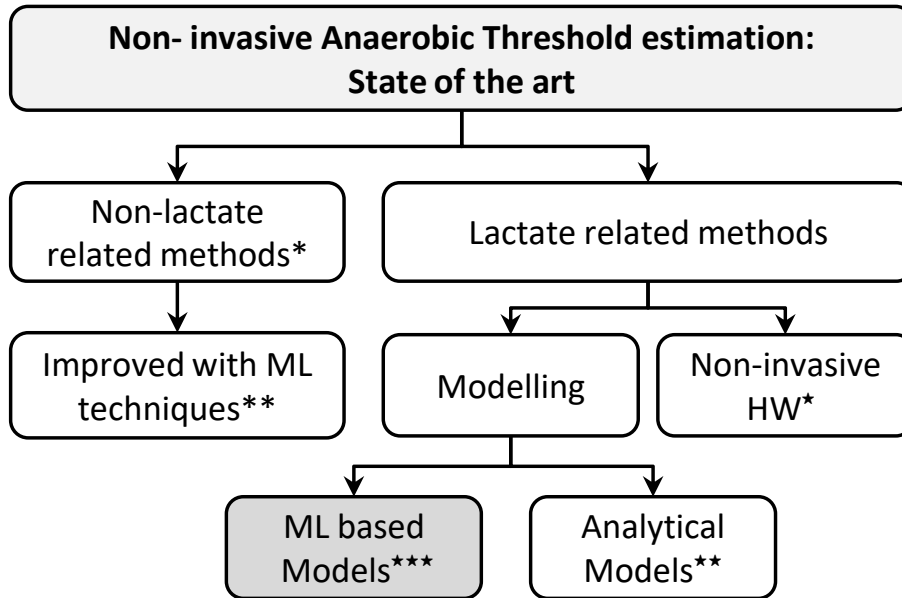 Non- invasive Anaerobic Threshold estimation:
State of the art
Non-lactate
related methods*
Lactate related methods
Improved with ML
techniques**
Modelling
Non-invasive
HW★
ML based
Models★★★
Analytical
Models★★